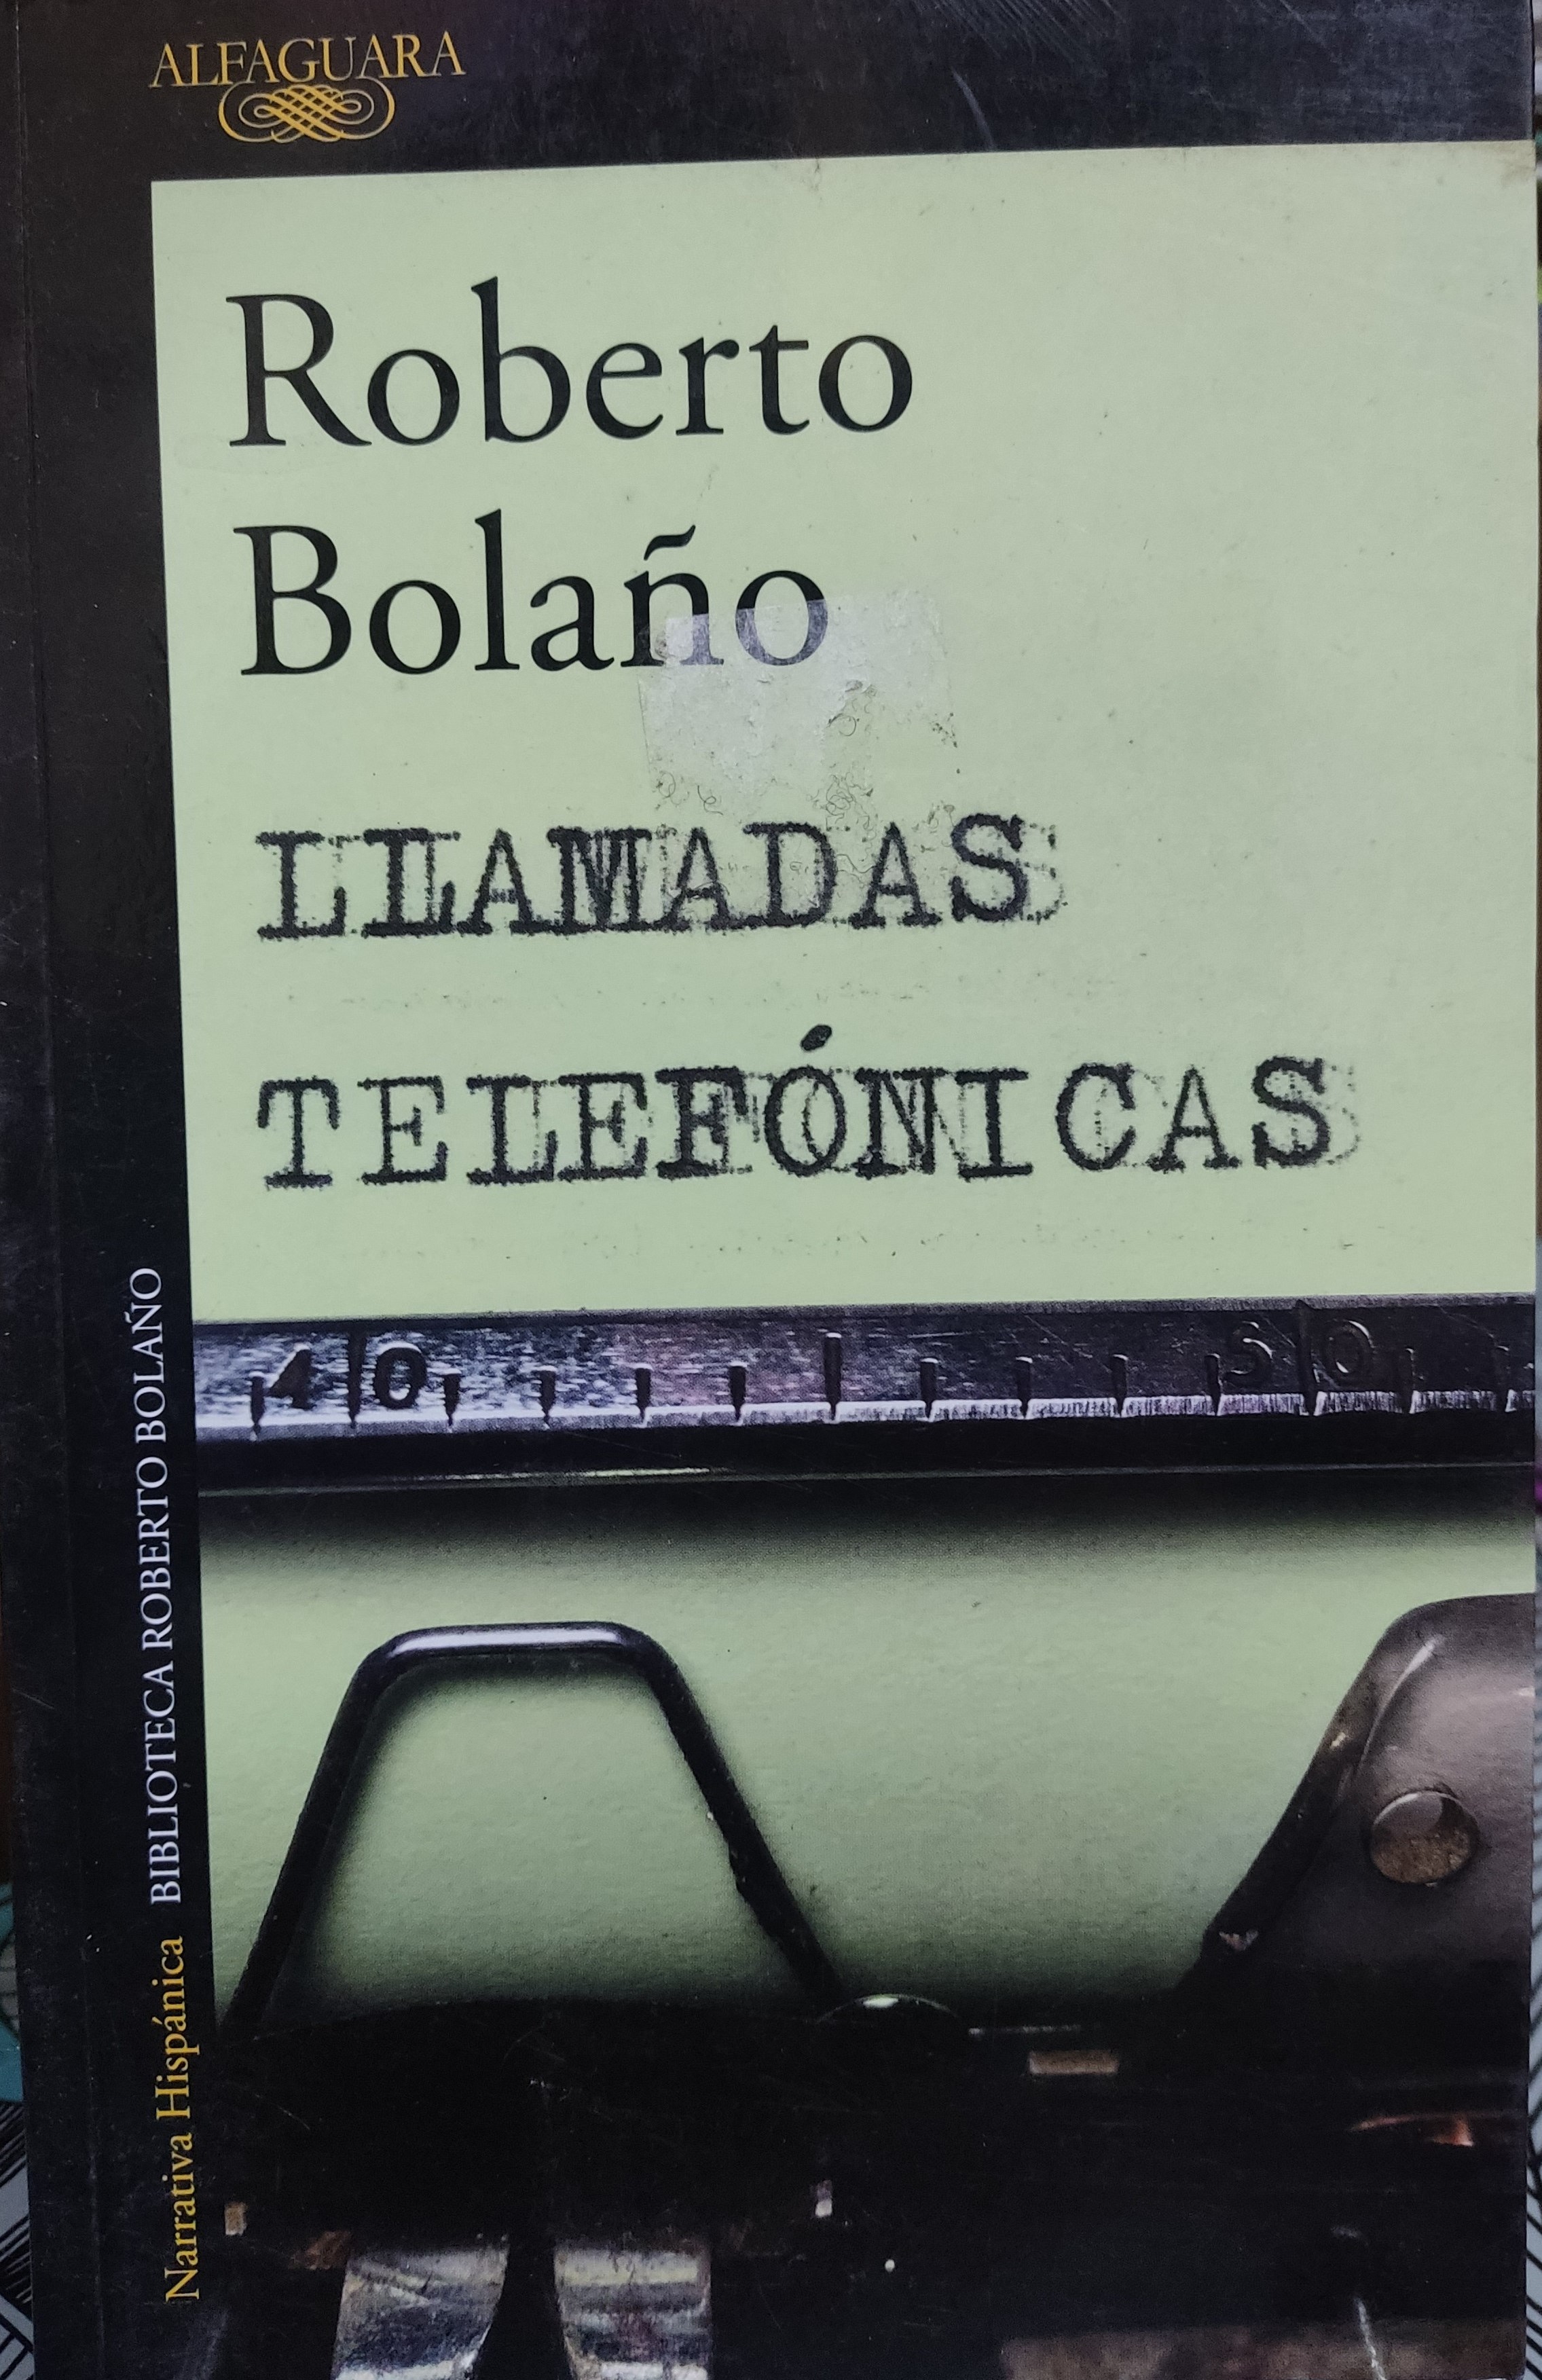 ALFAGUARA
Roberto
Bolaño
LLAMADAS
TELEFÓNICAS
40 50
Narrativa Hispánica BIBLIOTECA ROBERTO BOLAÑO